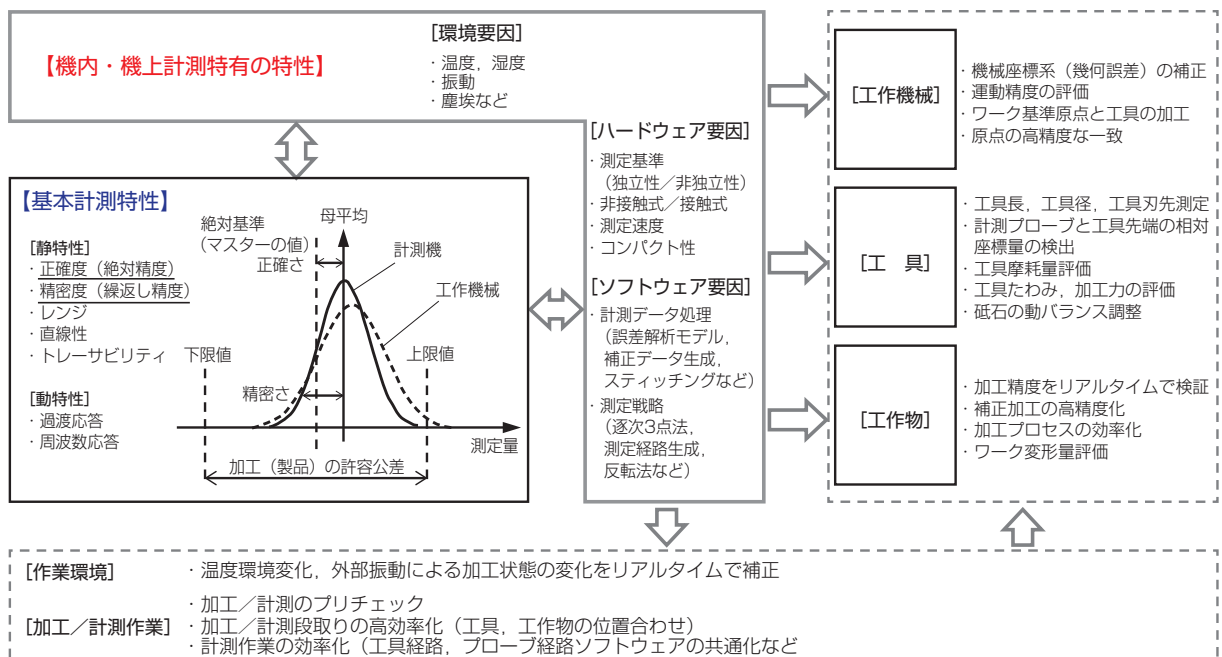 【機内・機上計測特有の特性】
[環境要因]
・温度，湿度
・振動
・塵埃など
[ハードウェア要因]
・測定基準
（独立性／非独立性）
・非接触式／接触式
・測定速度
・コンパクト性
[ソフトウェア要因]
・計測データ処理
（誤差解析モデル，
補正データ生成，
スティッチングなど）
・測定戦略
（逐次3点法，
測定経路生成，
反転法など）
【基本計測特性】
[静特性]
・正確度（絶対精度）
・精密度（繰返し精度）
・レンジ
・直線性
・トレーサビリティ
[動特性]
・過渡応答
・周波数応答
絶対基準
（マスターの値）
正確さ
母平均
計測機
工作機械
下限値
上限値
精密さ
測定量
加工（製品）の許容公差
[工作機械]
・機械座標系（幾何誤差）の補正
・運動精度の評価
・ワーク基準原点と工具の加工
・原点の高精度な一致
[工　具]
・工具長，工具径，工具刃先測定
・計測プローブと工具先端の相対
座標量の検出
・工具摩耗量評価
・工具たわみ，加工力の評価
・砥石の動バランス調整
[工作物]
・加工精度をリアルタイムで検証
・補正加工の高精度化
・加工プロセスの効率化
・ワーク変形量評価
[作業環境]　・温度環境変化，外部振動による加工状態の変化をリアルタイムで補正
・加工／計測のプリチェック
[加工／計測作業]・加工／計測段取りの高効率化（工具，工作物の位置合わせ）
・計測作業の効率化（工具経路，プローブ経路ソフトウェアの共通化など